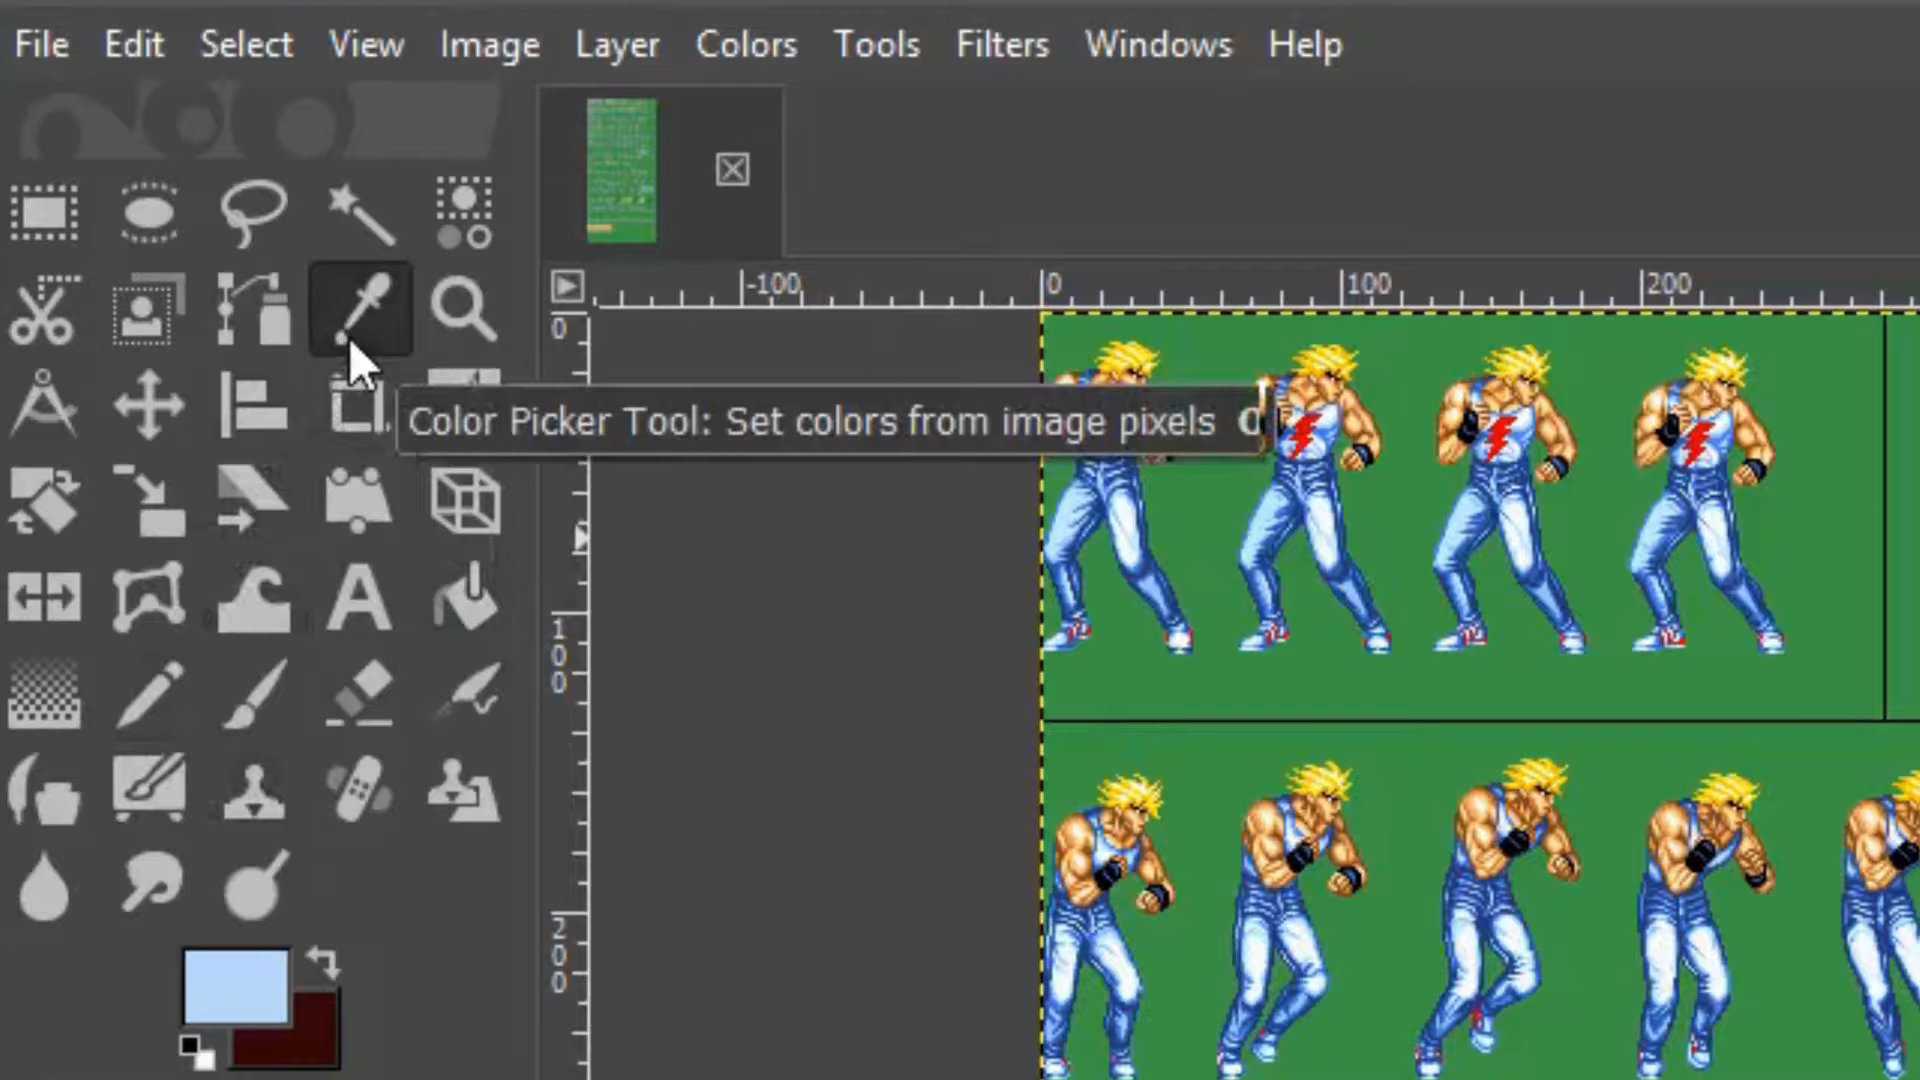 File Edit Select View Image Layer Colors Tools Filters Windows Help
-100 0 100 200
0
Color Picker Tool: Set colors from image pixels O
100
200